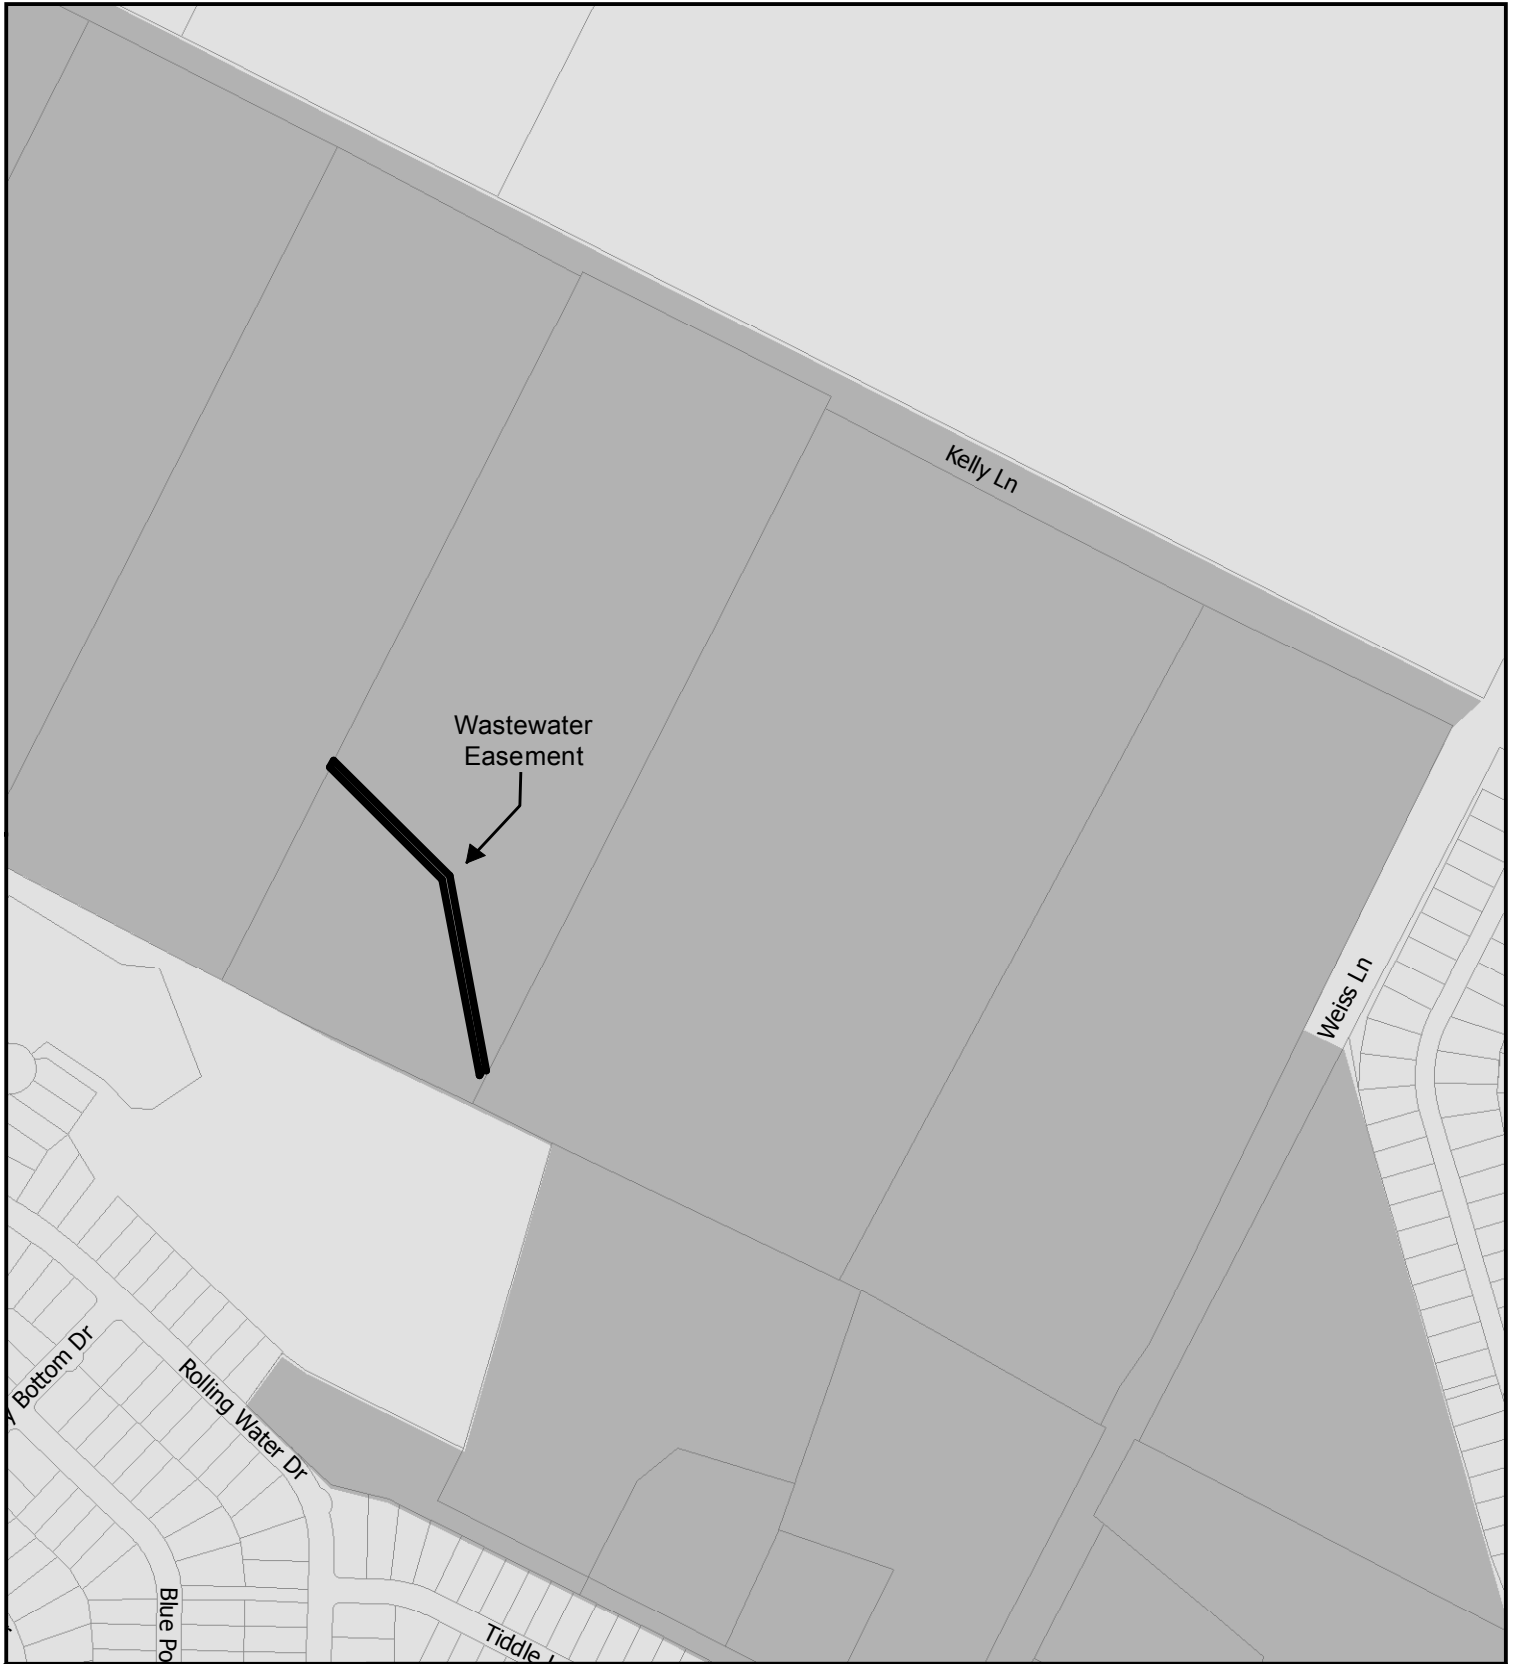 Kelly Ln
Wastewater
Easement
Weiss Ln
Bottom Dr
Rolling Water Dr
Blue Po
Tiddle